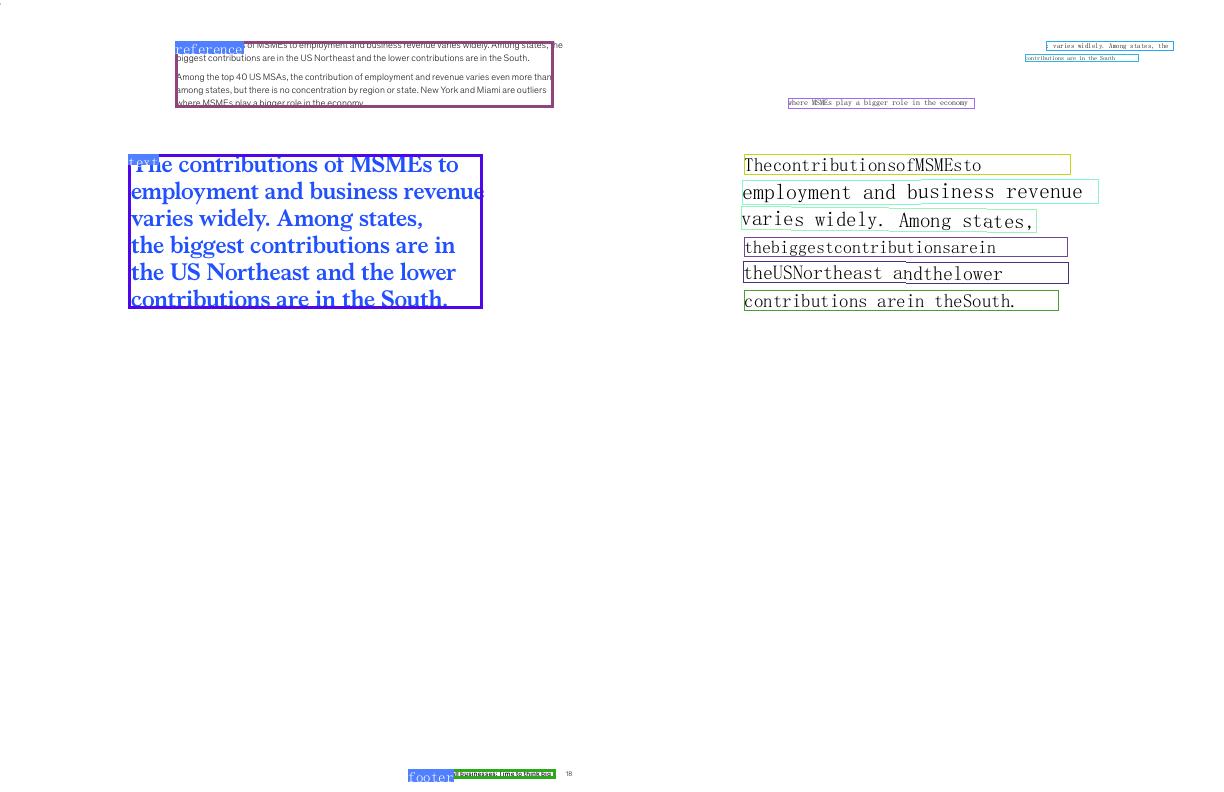 reference of MSMEs to employment and business revenue varies widely. Among states, the
biggest contributions are in the US Northeast and the lower contributions are in the South.
Among the top 40 US MSAs, the contribution of employment and revenue varies even more than
among states, but there is no concentration by region or state. New York and Miami are outliers
where MSMEs play a bigger role in the economy
text
The contributions of MSMEs to
employment and business revenue
varies widely. Among states,
the biggest contributions are in
the US Northeast and the lower
contributions are in the South.
footer businesses: Time to think big 18
varies widlely. Among states, the
contributions are in the South
where MSMEs play a bigger role in the economy
ThecontributionsofMSMEsto
employment and business revenue
varies widely. Among states,
thebiggestcontributionsarein
theUSNortheast andthelower
contributions arein theSouth.